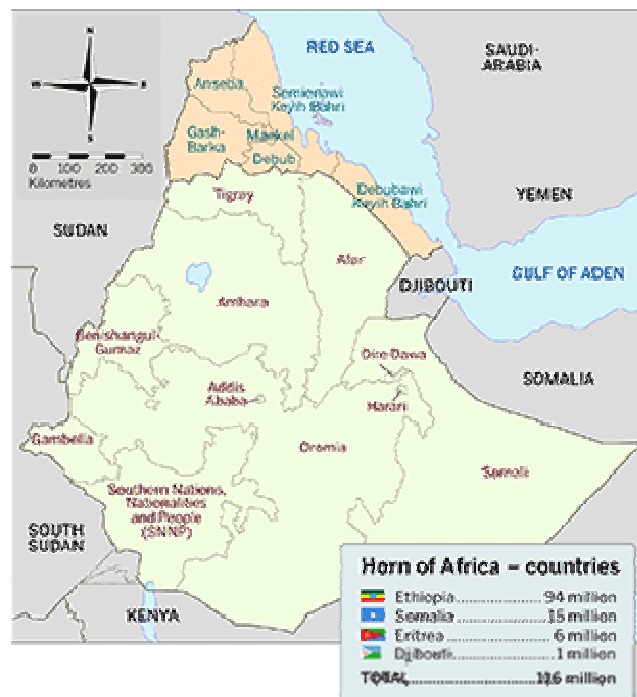 N
W
E
S
0 100 200 300
Kilometres
RED SEA
SAUDI-
ARABIA
Anseba
Semienawi
Keyih Bahri
Gash-
Barka
Maekel
Debub
Debubawi
Keyih Bahri
YEMEN
Tigray
SUDAN
Afar
DJIBOUTI
GULF OF ADEN
Amhara
Benishangul-
Gumaz
Dire Dawa
SOMALIA
Addis
Ababa
Harari
Gambella
Oromia
Somali
Southern Nations,
Nationalities
and People
(SNNP)
SOUTH
SUDAN
KENYA
Horn of Africa – countries
Ethiopia 94 million
Somalia 15 million
Eritrea 6 million
Djibouti 1 million
TOTAL 116 million